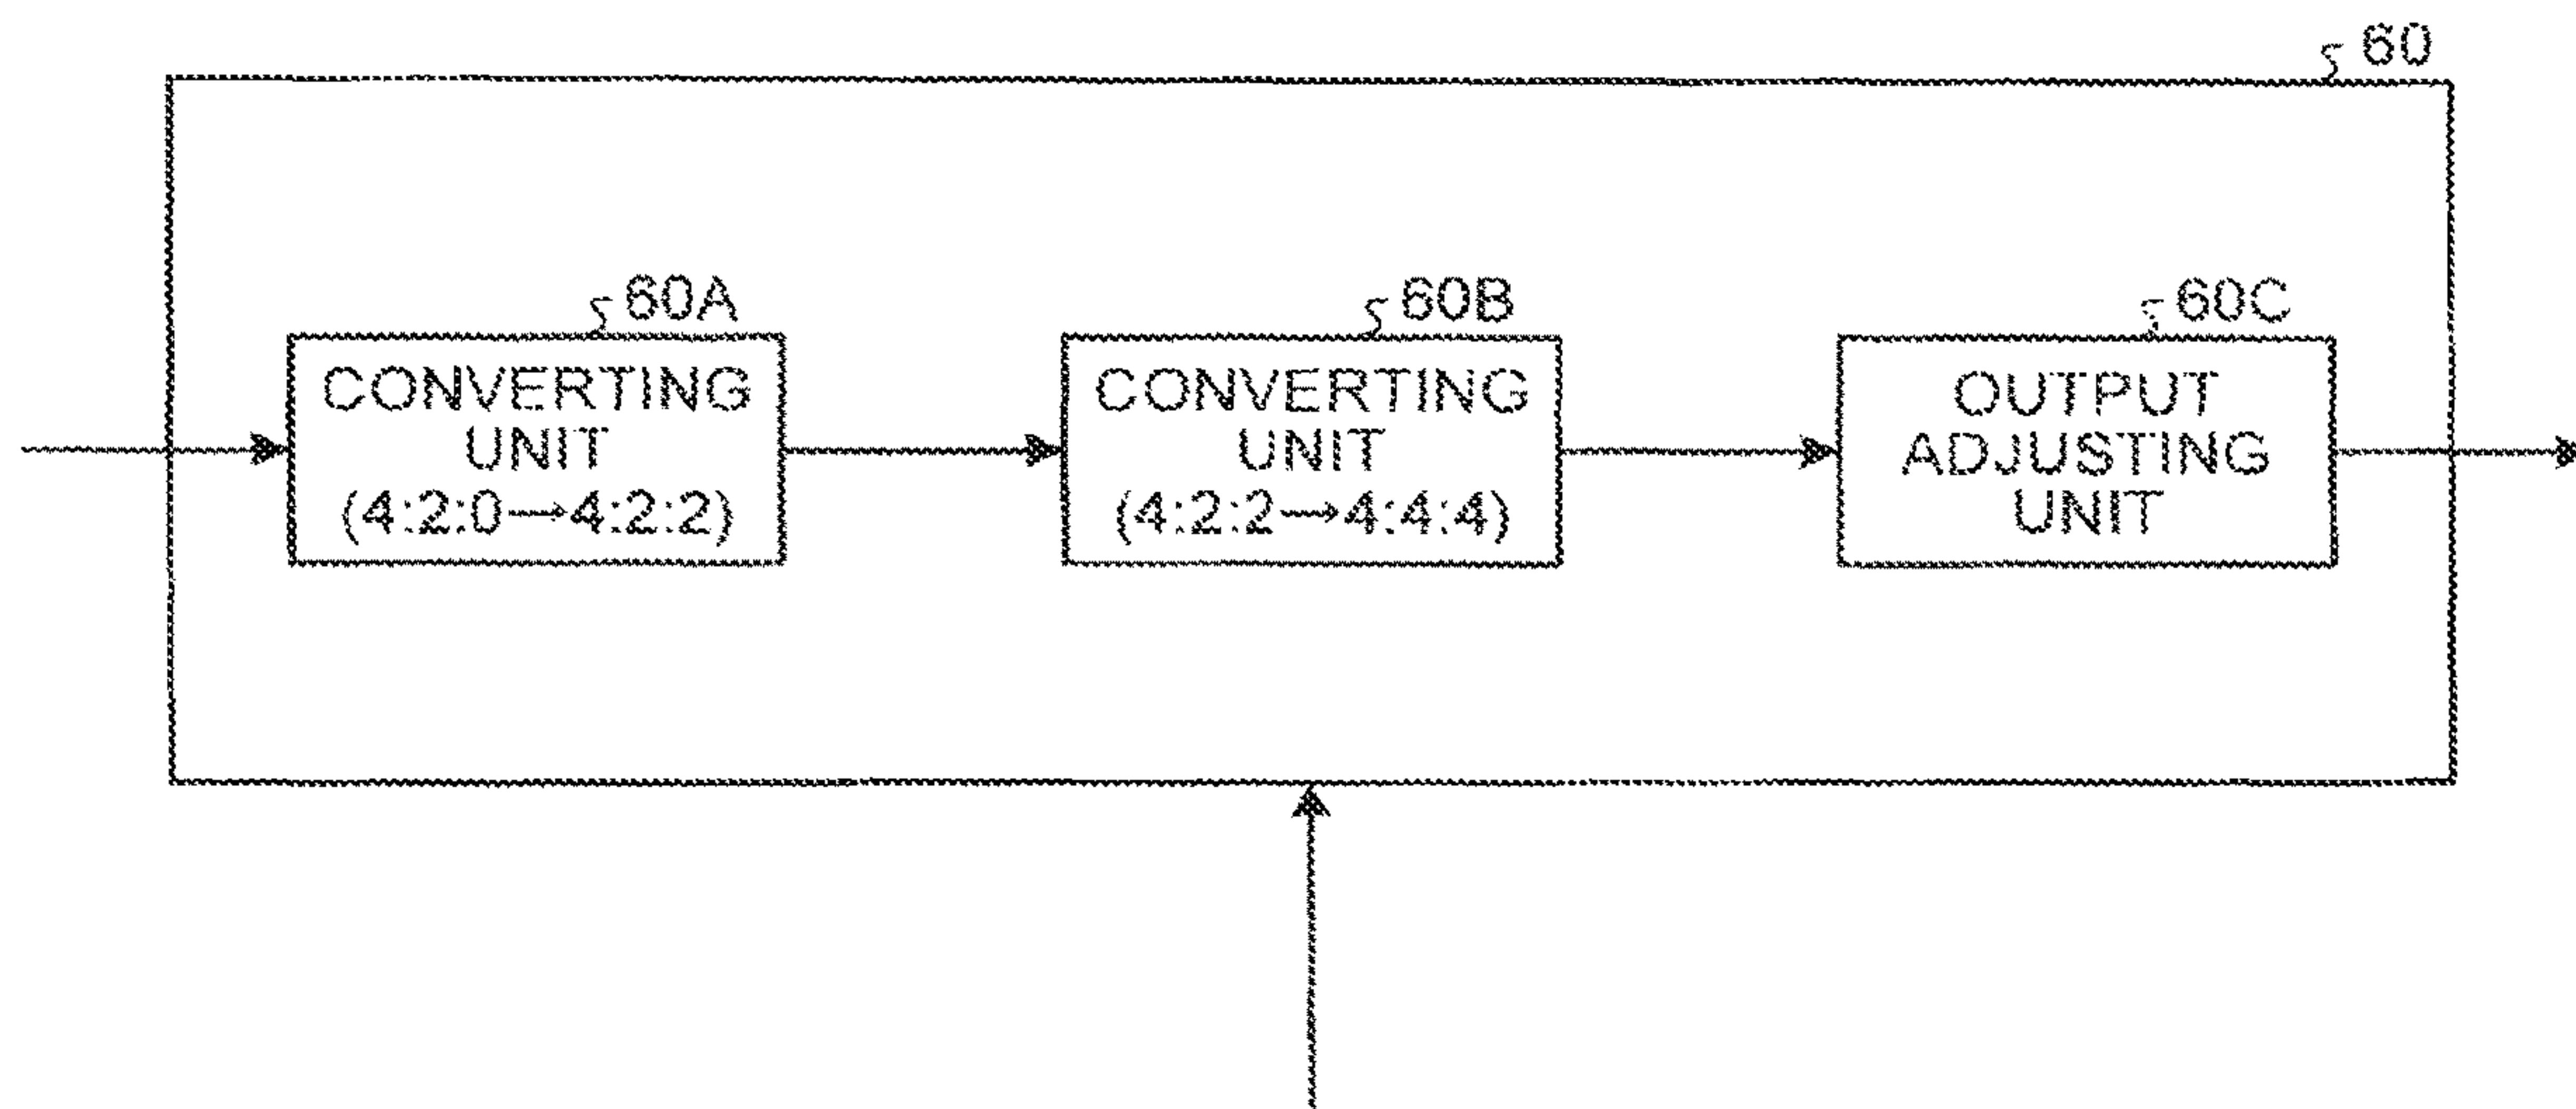 60
60A
CONVERTING
UNIT
(4:2:0→4:2:2)
60B
CONVERTING
UNIT
(4:2:2→4:4:4)
60C
OUTPUT
ADJUSTING
UNIT